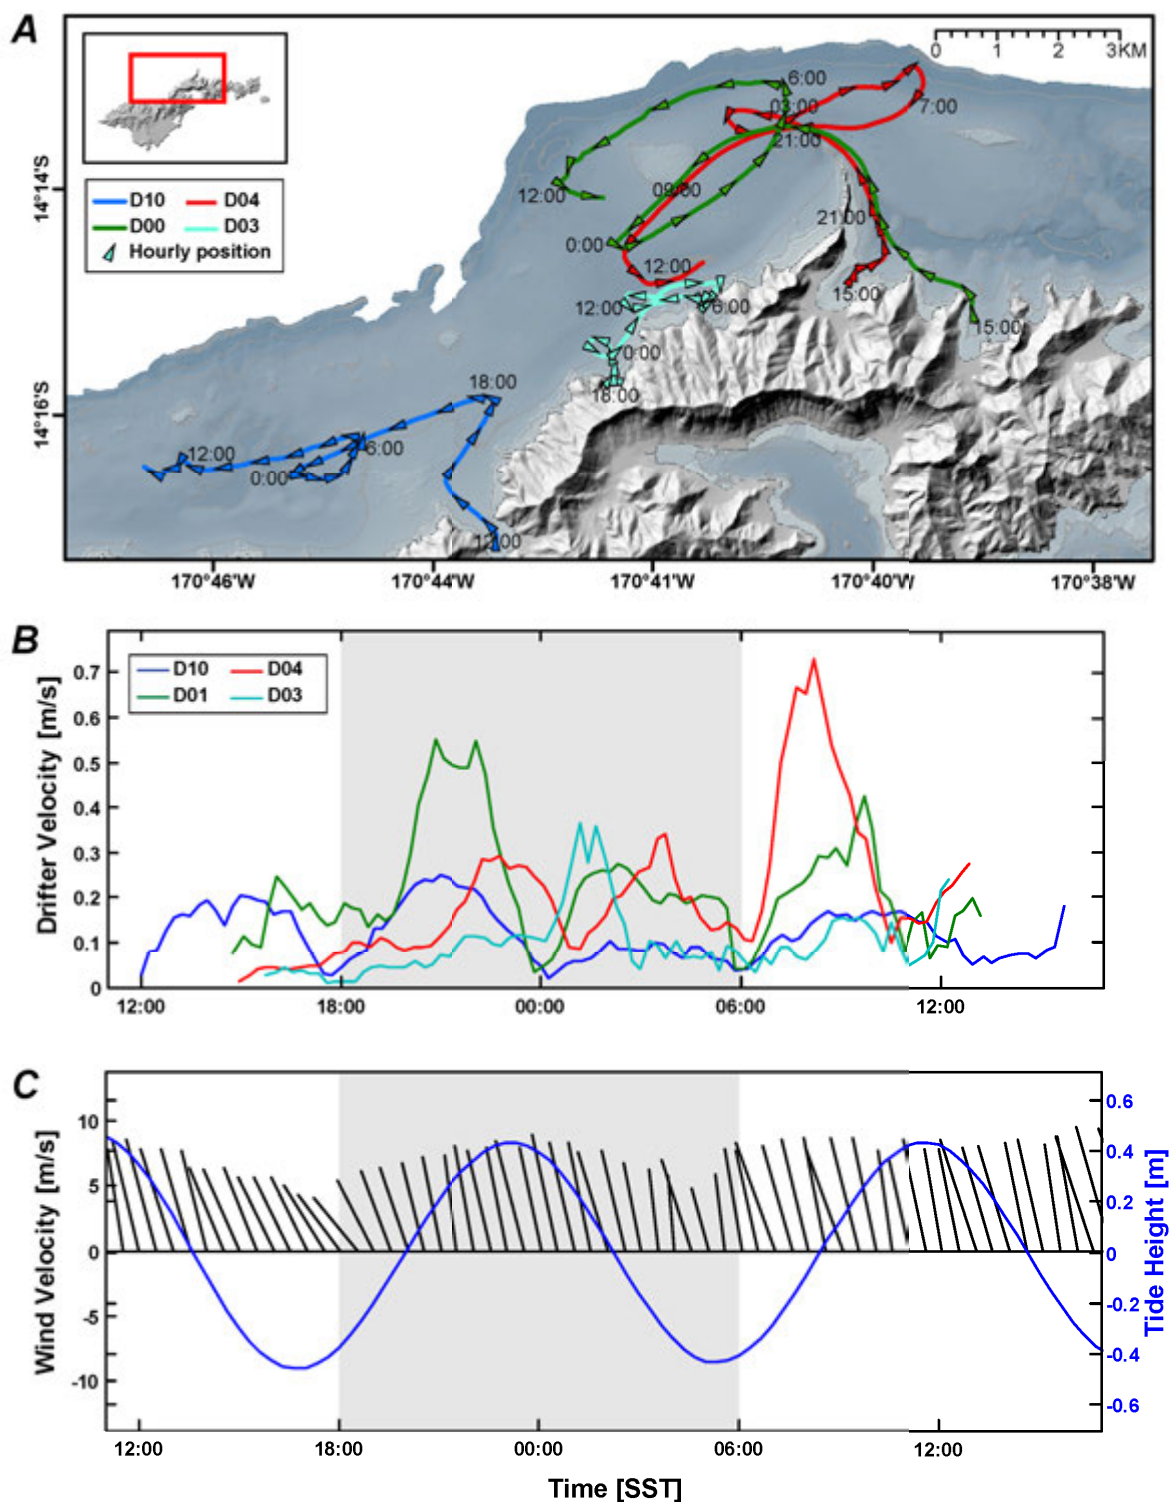 A
0 1 2 3KM
D10 D04
D00 D03
Hourly position
14°14'S
14°16'S
6:00
03:00
7:00
21:00
12:00
09:00
0:00
21:00
12:00
15:00
12:00
6:00
15:00
0:00
18:00
18:00
12:00
6:00
0:00
12:00
170°46'W 170°44'W 170°41'W 170°40'W 170°38'W
B
D10 D04
D01 D03
Drifter Velocity [m/s]
0.7
0.6
0.5
0.4
0.3
0.2
0.1
0
12:00 18:00 00:00 06:00 12:00
C
Wind Velocity [m/s]
10
5
0
-5
-10
0.6
0.4
0.2
0
-0.2
-0.4
-0.6
Tide Height [m]
12:00 18:00 00:00 06:00 12:00
Time [SST]